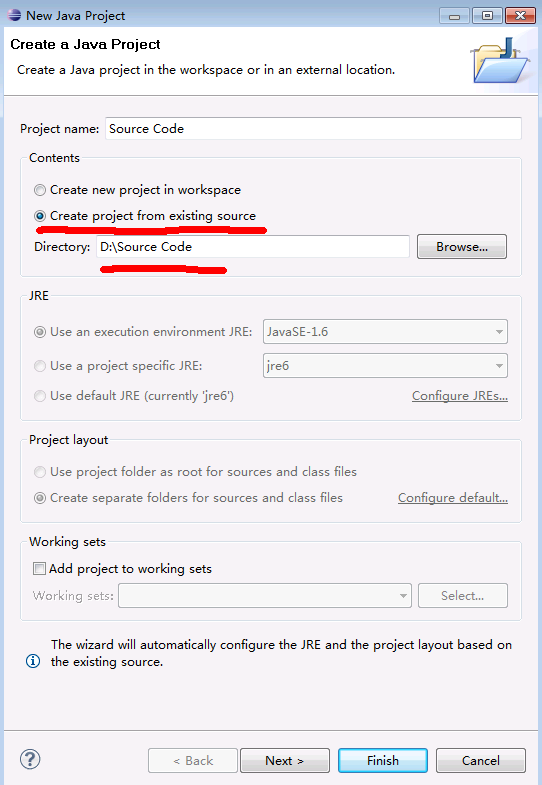 New Java Project
Create a Java Project
Create a Java project in the workspace or in an external location.
Project name: Source Code
Contents
Create new project in workspace
Create project from existing source
Directory: D:\Source Code Browse...
JRE
Use an execution environment JRE: JavaSE-1.6
Use a project specific JRE: jre6
Use default JRE (currently 'jre6') Configure JREs...
Project layout
Use project folder as root for sources and class files
Create separate folders for sources and class files Configure default...
Working sets
Add project to working sets
Working sets: Select...
The wizard will automatically configure the JRE and the project layout based on
the existing source.
? < Back Next > Finish Cancel